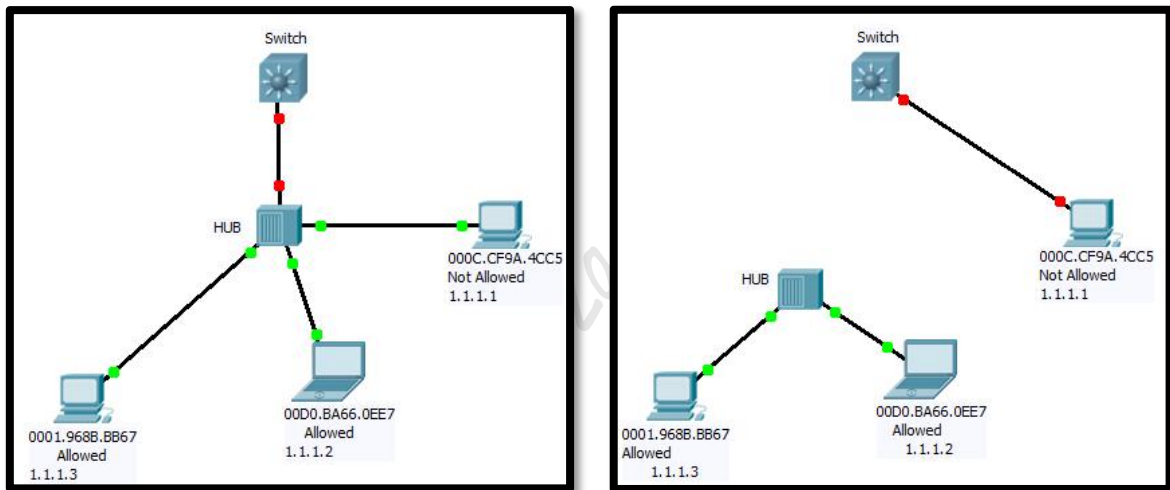 Switch
HUB
000C.CF9A.4CC5
Not Allowed
1.1.1.1
00D0.BA66.0EE7
Allowed
1.1.1.2
0001.968B.BB67
Allowed
1.1.1.3
Switch
000C.CF9A.4CC5
Not Allowed
1.1.1.1
HUB
00D0.BA66.0EE7
Allowed
1.1.1.2
0001.968B.BB67
Allowed
1.1.1.3